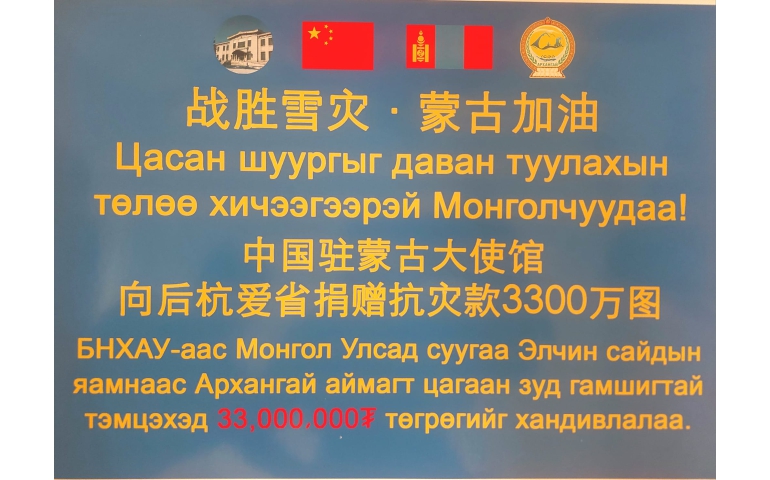 战胜雪灾·蒙古加油
Цасан шуургыг даван туулахын
төлөө хичээгээрэй Монголчуудаа!
中国驻蒙古大使馆
向后杭爱省捐赠抗灾款3300万图
БНХАУ-аас Монгол Улсад суугаа Элчин сайдын
яамнаас Архангай аймагт цагаан зуд гамшигтай
тэмцэхэд 33,000.000₮ төгрөгийг хандивлалаа.